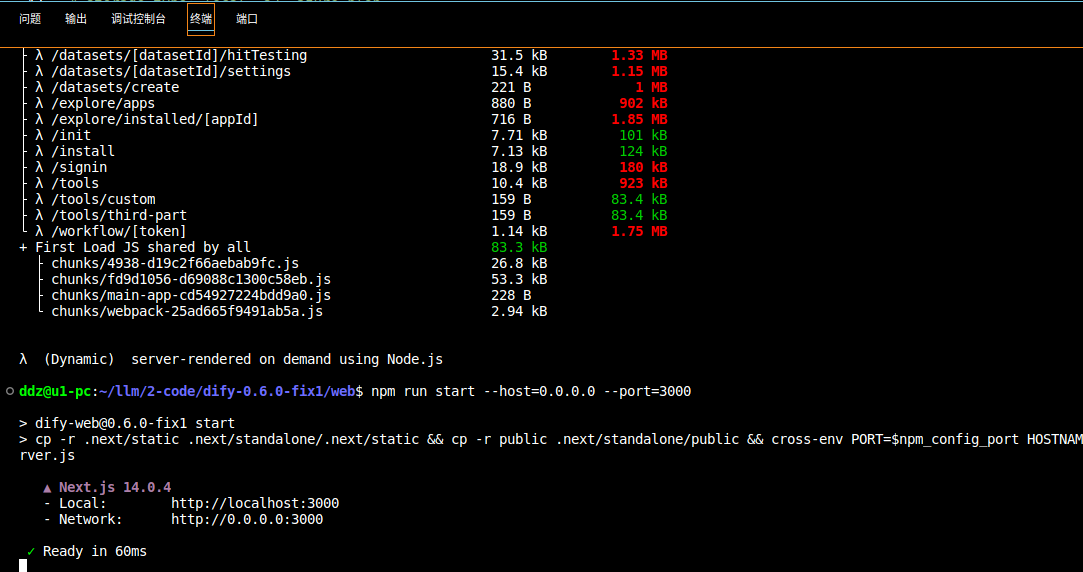 问题 输出 调试控制台 终端 端口
├ λ /datasets/[datasetId]/hitTesting 31.5 kB 1.33 MB
├ λ /datasets/[datasetId]/settings 15.4 kB 1.15 MB
├ λ /datasets/create 221 B 1 MB
├ λ /explore/apps 880 B 902 kB
├ λ /explore/installed/[appId] 716 B 1.85 MB
├ λ /init 7.71 kB 101 kB
├ λ /install 7.13 kB 124 kB
├ λ /signin 18.9 kB 180 kB
├ λ /tools 10.4 kB 923 kB
├ λ /tools/custom 159 B 83.4 kB
├ λ /tools/third-part 159 B 83.4 kB
└ λ /workflow/[token] 1.14 kB 1.75 MB
+ First Load JS shared by all 83.3 kB
├ chunks/4938-d19c2f66aebab9fc.js 26.8 kB
├ chunks/fd9d1056-d69088c1300c58eb.js 53.3 kB
├ chunks/main-app-cd54927224bdd9a0.js 228 B
└ chunks/webpack-25ad665f9491ab5a.js 2.94 kB
λ (Dynamic) server-rendered on demand using Node.js
ddz@u1-pc:~/llm/2-code/dify-0.6.0-fix1/web$ npm run start --host=0.0.0.0 --port=3000
> dify-web@0.6.0-fix1 start
> cp -r .next/static .next/standalone/.next/static && cp -r public .next/standalone/public && cross-env PORT=$npm_config_port HOSTNAM
rver.js
▲ Next.js 14.0.4
- Local: http://localhost:3000
- Network: http://0.0.0.0:3000
✓ Ready in 60ms